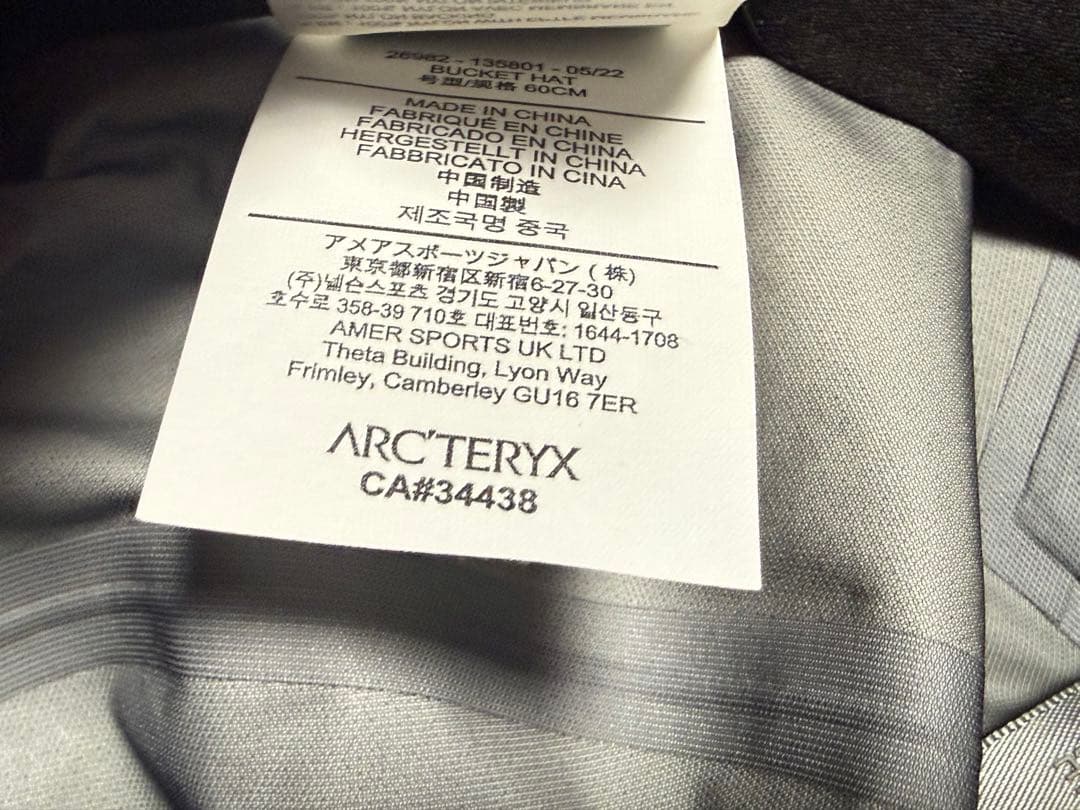 26982 - 135801 - 05/22
BUCKET HAT
号型/规格 60CM
MADE IN CHINA
FABRIQUÉ EN CHINE
FABRICADO EN CHINA
HERGESTELLT IN CHINA
FABBRICATO IN CINA
中国制造
中国製
제조국명 중국
アメアスポーツジャパン (株)
東京都新宿区新宿6-27-30
(주)넬슨스포츠 경기도 고양시 일산동구
호수로 358-39 710호 대표번호: 1644-1708
AMER SPORTS UK LTD
Theta Building, Lyon Way
Frimley, Camberley GU16 7ER
ARC'TERYX
CA#34438